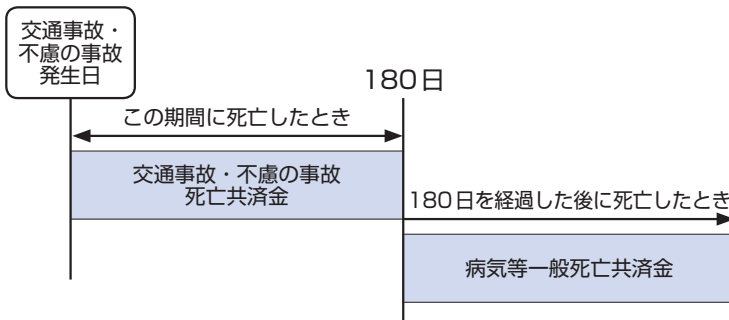 交通事故・
不慮の事故
発生日
180日
この期間に死亡したとき
交通事故・不慮の事故
死亡共済金
180日を経過した後に死亡したとき
病気等一般死亡共済金